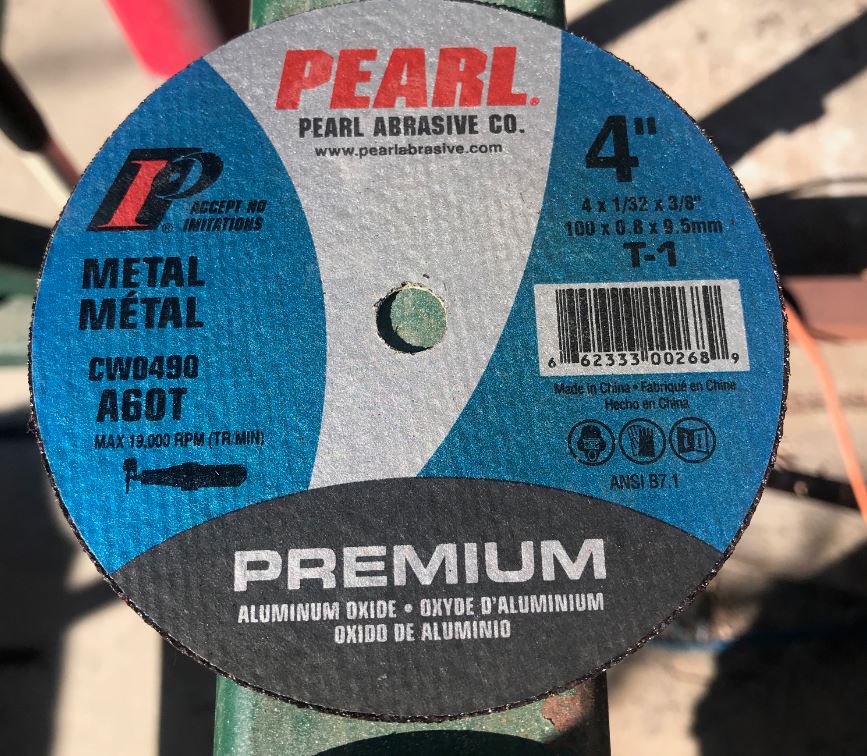 PEARL®
PEARL ABRASIVE CO.
www.pearlabrasive.com
IP®
ACCEPT NO
IMITATIONS
METAL
MÉTAL
CW0490
A60T
MAX 19,000 RPM (TR/MIN)
4"
4 x 1/32 x 3/8"
100 x 0.8 x 9.5mm
T-1
6 62333 00268 9
Made in China • Fabriqué en Chine
Hecho en China
ANSI B7.1
PREMIUM
ALUMINUM OXIDE • OXYDE D'ALUMINIUM
OXIDO DE ALUMINIO